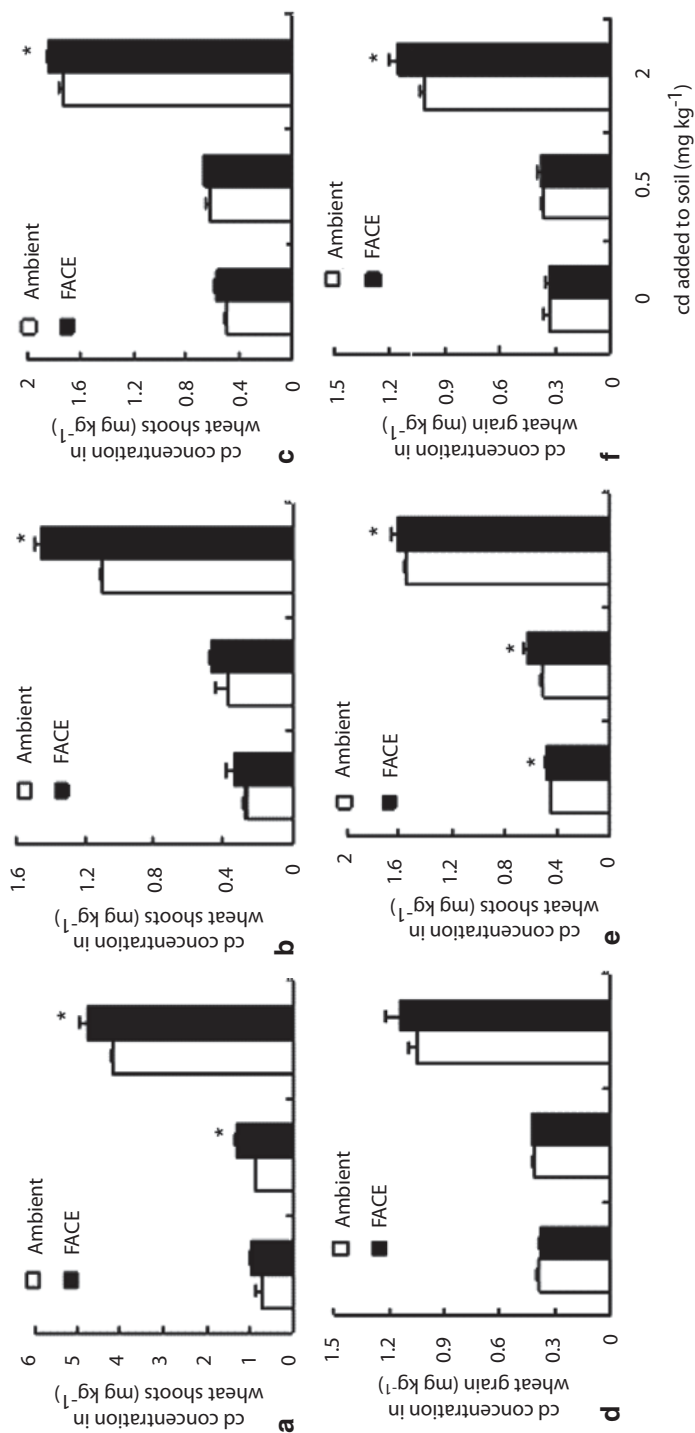 6
5
4
3
2
1
0
cd concentration in
wheat shoots (mg kg⁻¹)
Ambient
FACE
*
*
a
1.6
1.2
0.8
0.4
0
cd concentration in
wheat shoots (mg kg⁻¹)
Ambient
FACE
*
b
2
1.6
1.2
0.8
0.4
0
cd concentration in
wheat shoots (mg kg⁻¹)
Ambient
FACE
*
c
1.5
1.2
0.9
0.6
0.3
0
cd concentration in
wheat grain (mg kg⁻¹)
Ambient
FACE
d
2
1.6
1.2
0.8
0.4
0
cd concentration in
wheat shoots (mg kg⁻¹)
Ambient
FACE
*
*
*
e
1.5
1.2
0.9
0.6
0.3
0
cd concentration in
wheat grain (mg kg⁻¹)
Ambient
FACE
*
f
0 0.5 2
cd added to soil (mg kg⁻¹)